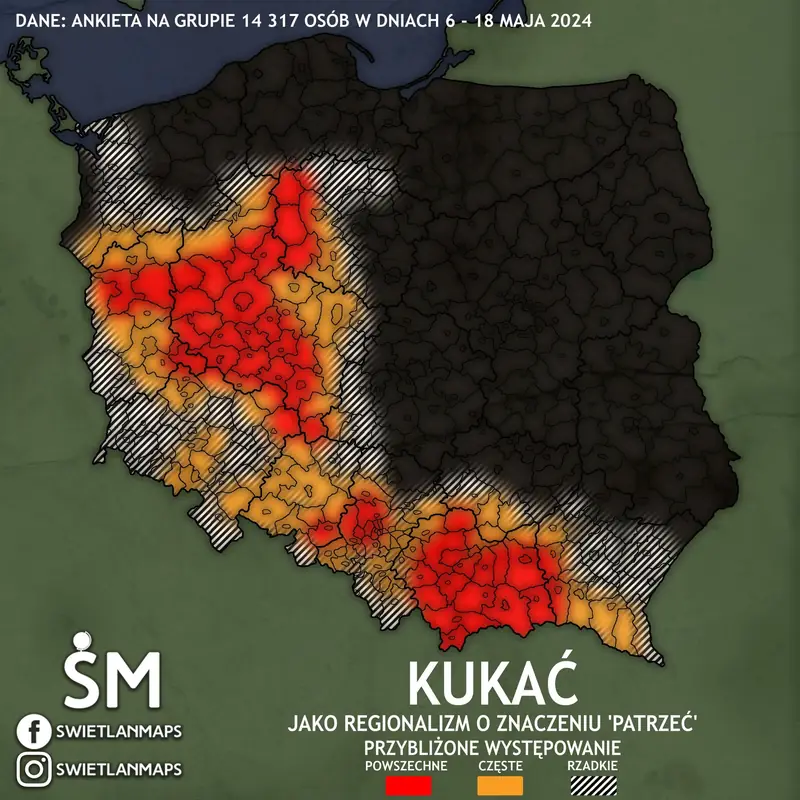 DANE: ANKIETA NA GRUPIE 14 317 OSÓB W DNIACH 6 - 18 MAJA 2024
ŚM
SWIETLANMAPS
SWIETLANMAPS
KUKAĆ
JAKO REGIONALIZM O ZNACZENIU 'PATRZEĆ'
PRZYBLIŻONE WYSTĘPOWANIE
POWSZECHNE CZĘSTE RZADKIE